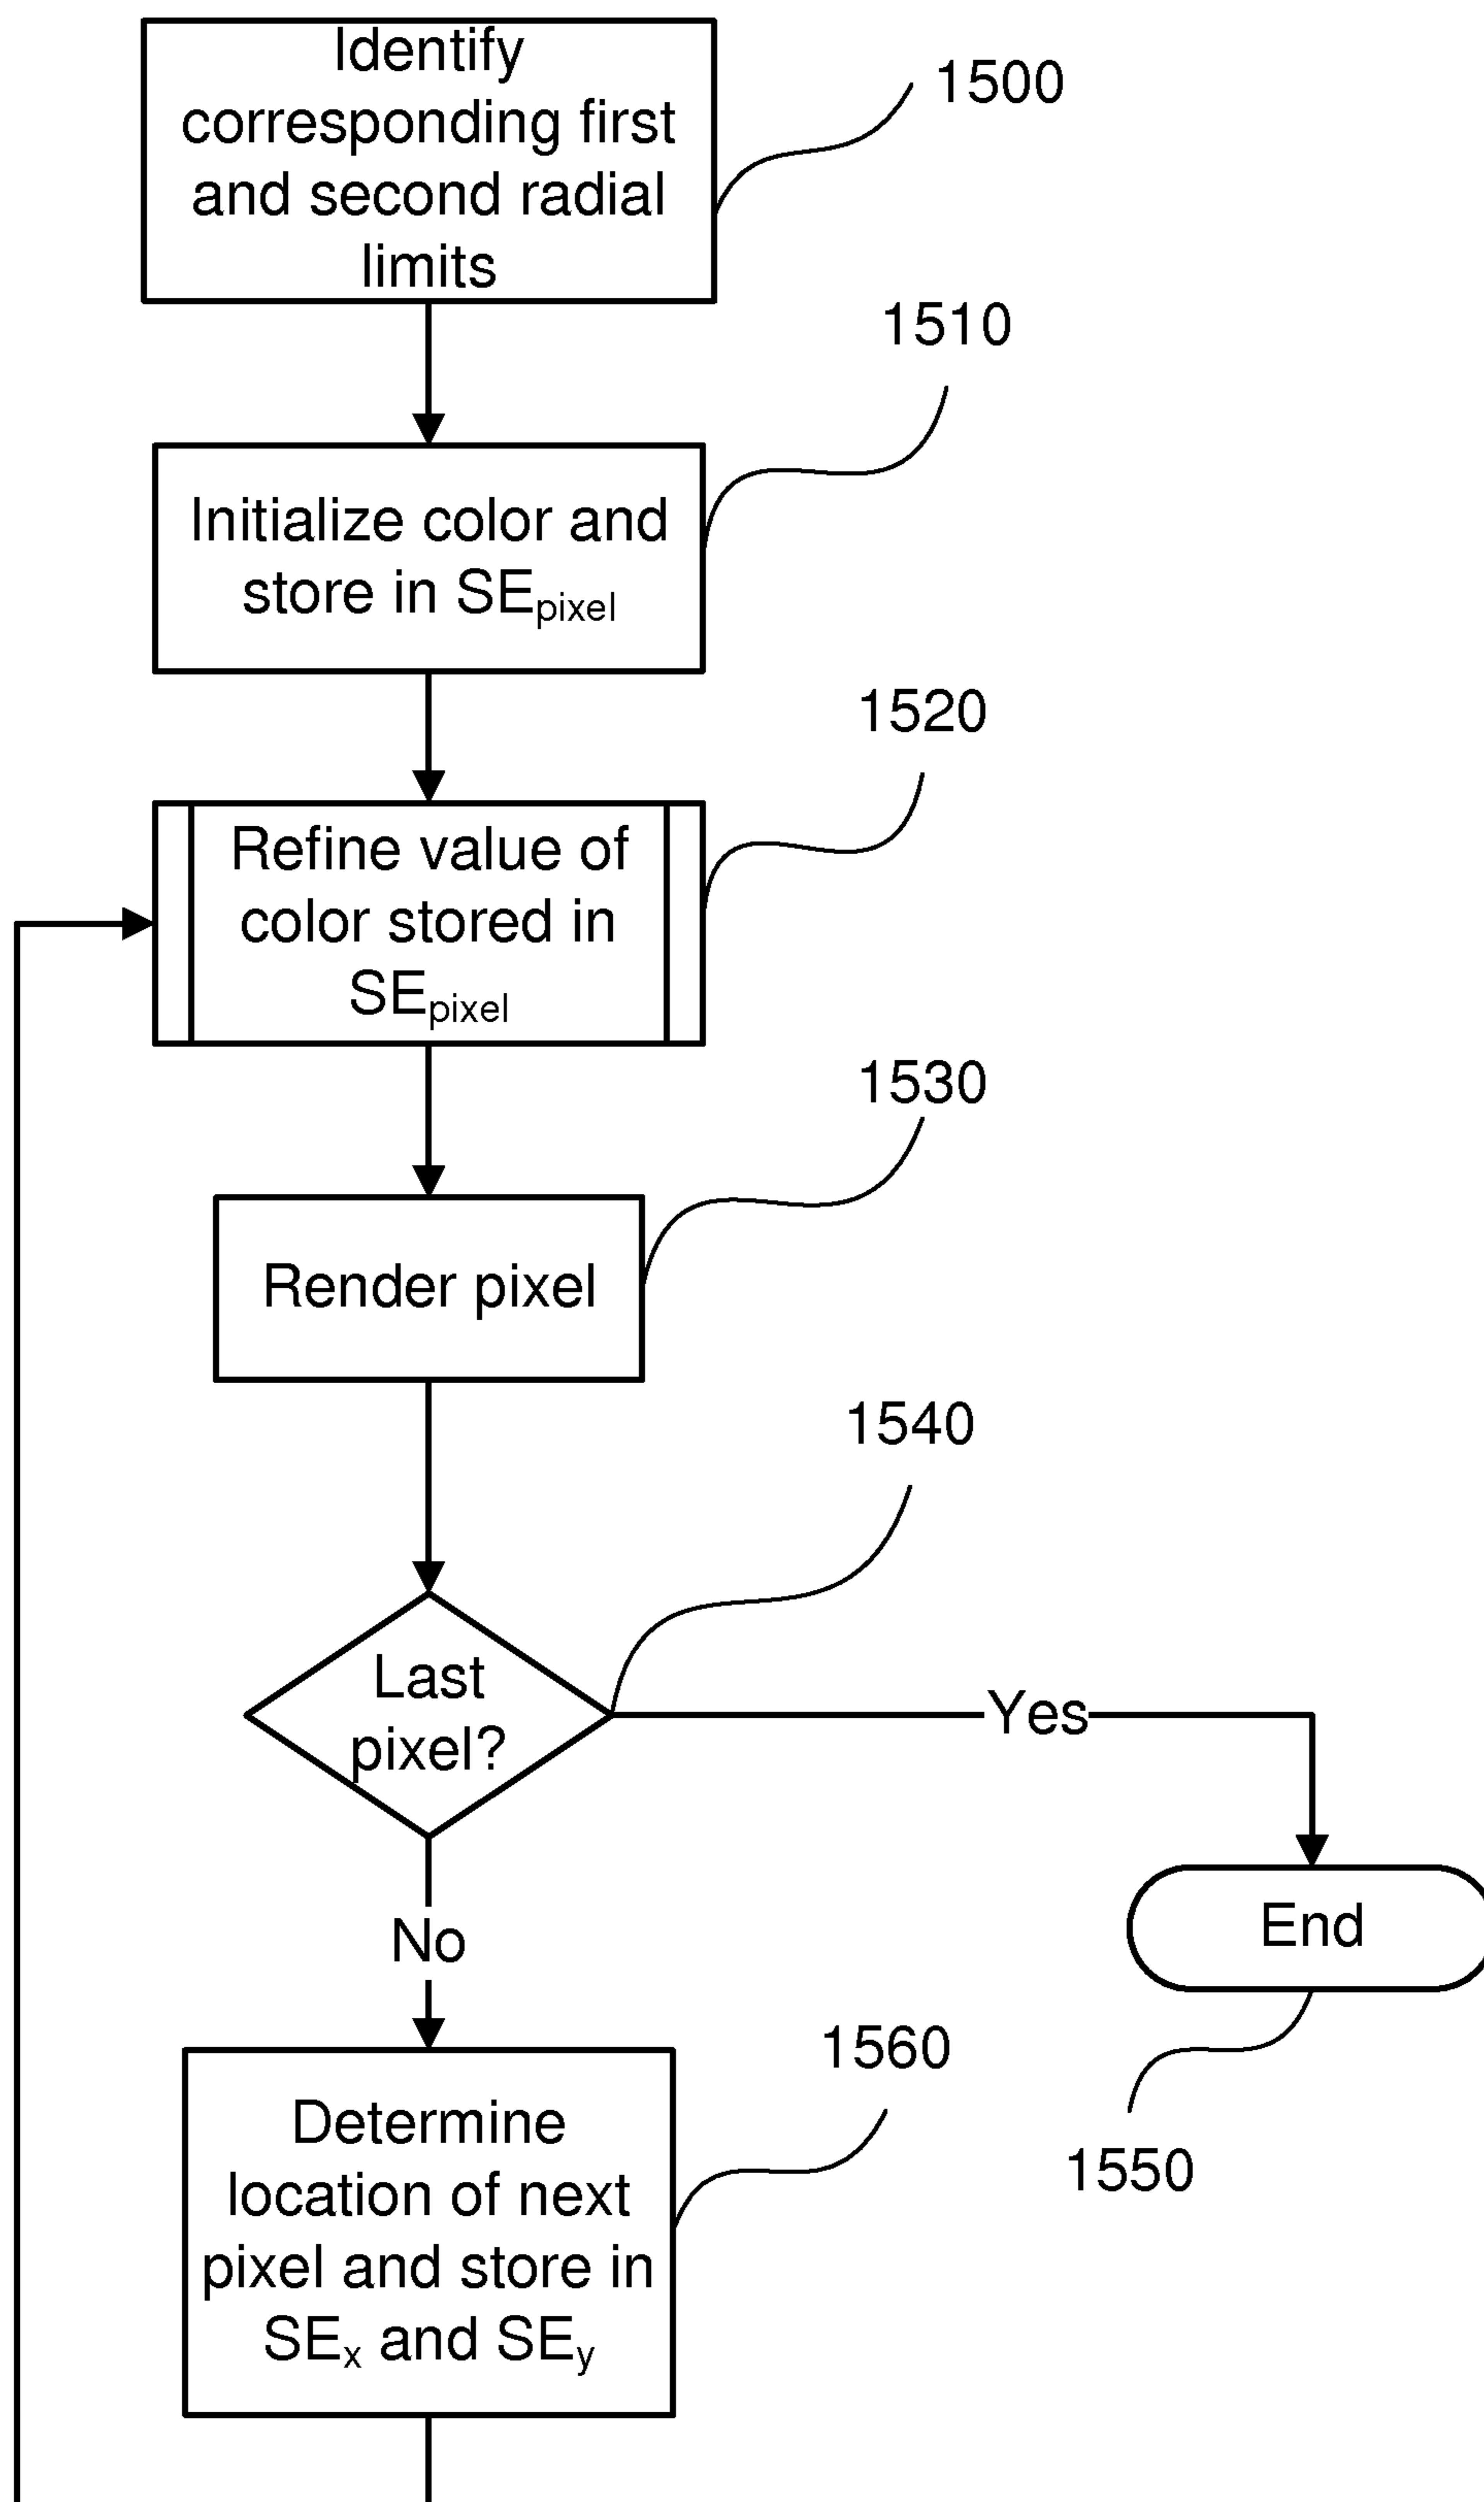 Identify
corresponding first
and second radial
limits
1500
1510
Initialize color and
store in SEpixel
1520
Refine value of
color stored in
SEpixel
1530
Render pixel
1540
Last
pixel?
Yes
No
End
1560
Determine
location of next
pixel and store in
SEx and SEy
1550